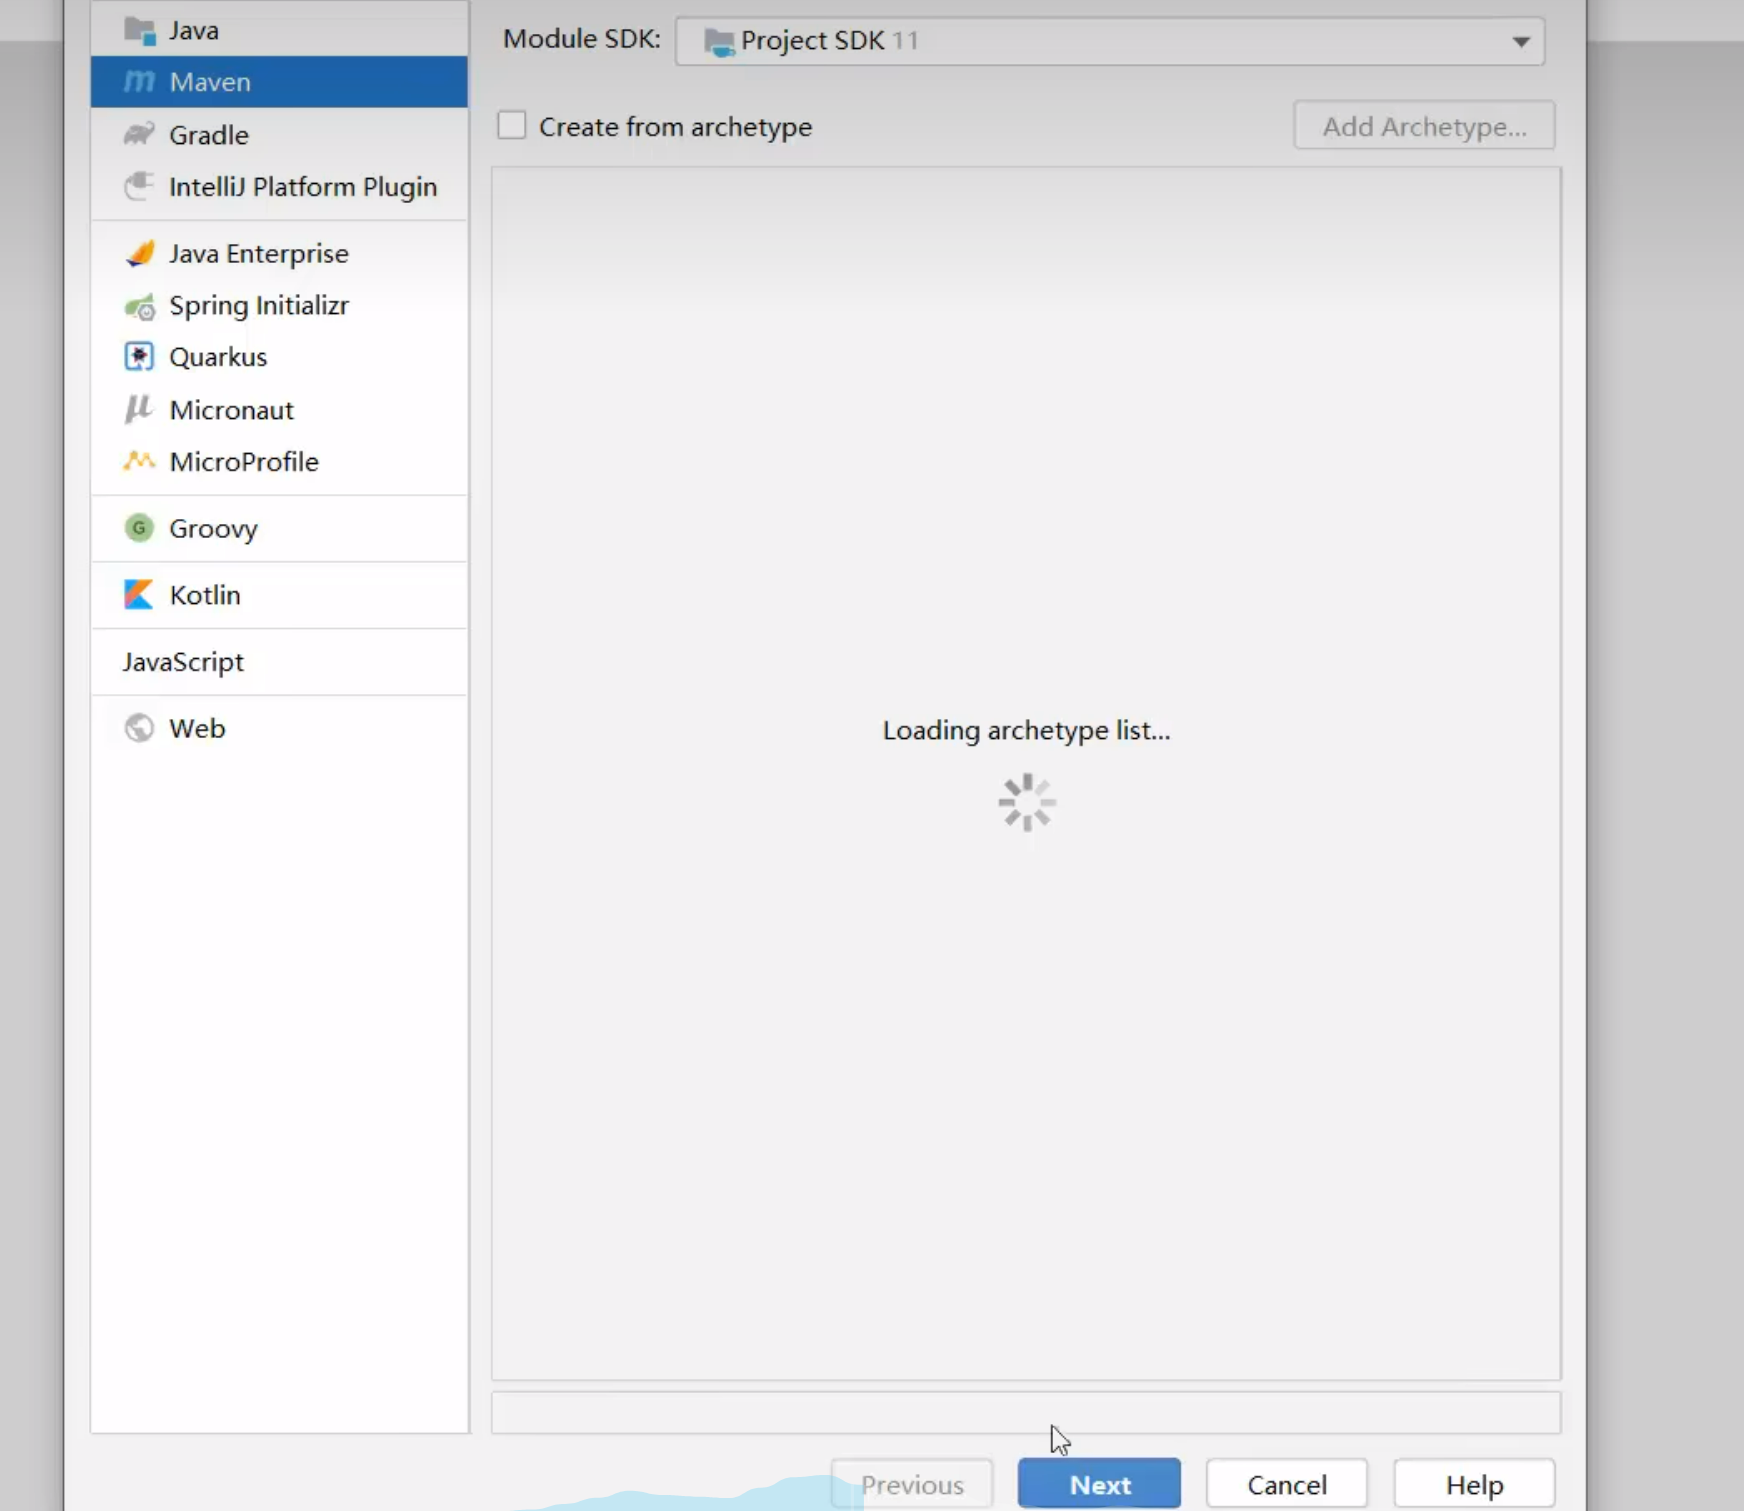 Java
Maven
Gradle
IntelliJ Platform Plugin
Java Enterprise
Spring Initializr
Quarkus
Micronaut
MicroProfile
Groovy
Kotlin
JavaScript
Web
Module SDK: Project SDK 11
Create from archetype
Add Archetype...
Loading archetype list...
Previous
Next
Cancel
Help